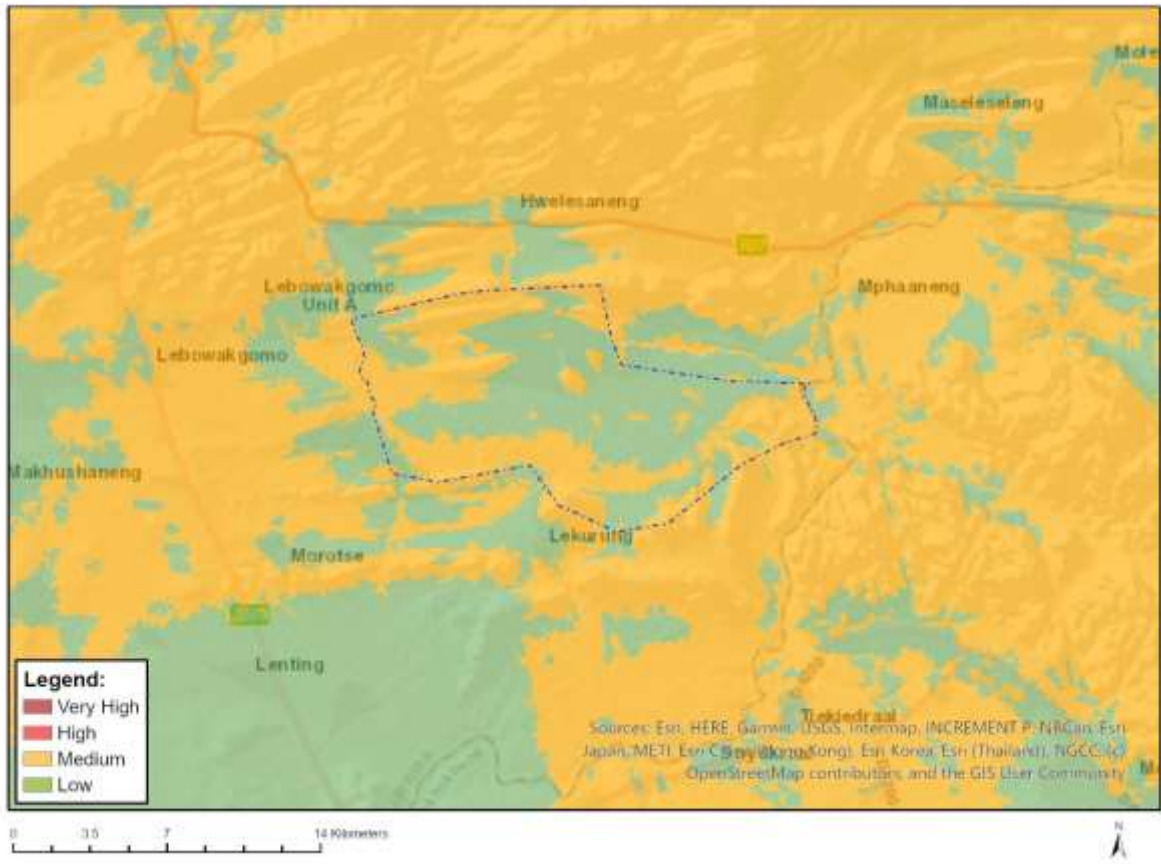 Mole
Maseleselang
Hwelesaneng
Lebowakgomo
Unit A
Mphaaneng
Lebowakgomo
Makhushaneng
Lekurung
Morotse
Lenting
Legend:
Very High
High
Medium
Low
Tiekiedraai
Sources: Esri, HERE, Garmin, USGS, Intermap, INCREMENT P, NRCan, Esri
Japan, METI, Esri China (Hong Kong), Esri Korea, Esri (Thailand), NGCC, (c)
OpenStreetMap contributors, and the GIS User Community
0 3.5 7 14 Kilometers
N